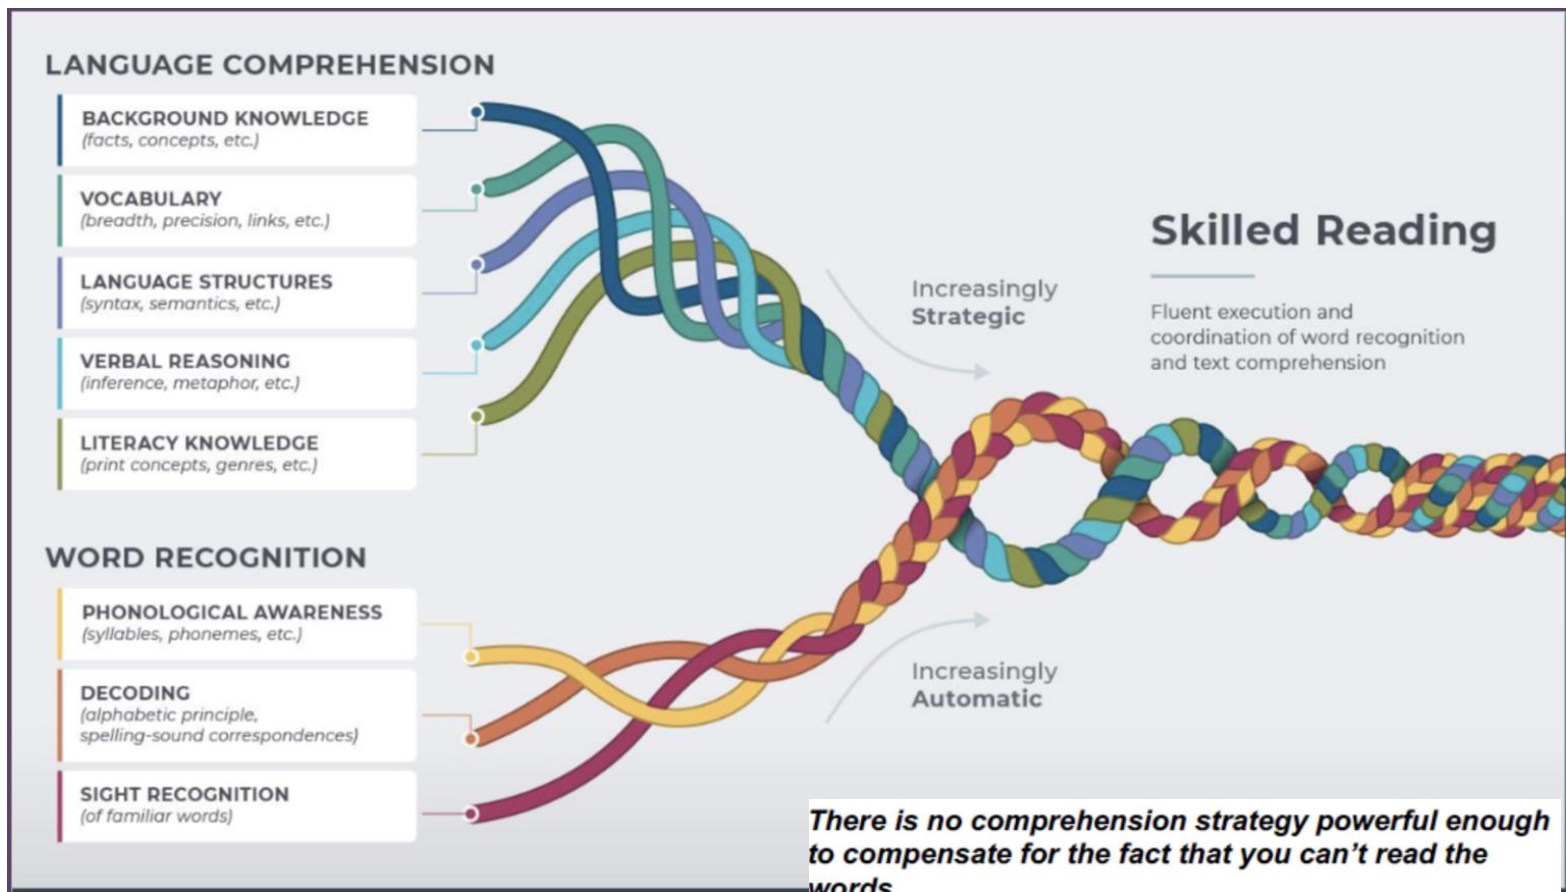 LANGUAGE COMPREHENSION
BACKGROUND KNOWLEDGE
(facts, concepts, etc.)
VOCABULARY
(breadth, precision, links, etc.)
LANGUAGE STRUCTURES
(syntax, semantics, etc.)
VERBAL REASONING
(inference, metaphor, etc.)
LITERACY KNOWLEDGE
(print concepts, genres, etc.)
WORD RECOGNITION
PHONOLOGICAL AWARENESS
(syllables, phonemes, etc.)
DECODING
(alphabetic principle,
spelling-sound correspondences)
SIGHT RECOGNITION
(of familiar words)
Increasingly
Strategic
Increasingly
Automatic
Skilled Reading
Fluent execution and
coordination of word recognition
and text comprehension
There is no comprehension strategy powerful enough
to compensate for the fact that you can't read the
words